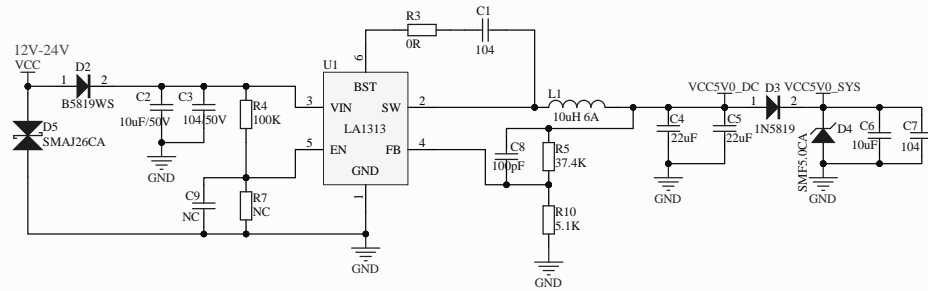 12V-24V
VCC
1
D2
2
B5819WS
D5
SMAJ26CA
C2
10uF/50V
C3
104/50V
GND
R4
100K
C9
NC
R7
NC
R3
0R
C1
104
6
U1
BST
3
VIN
SW
2
LA1313
5
EN
FB
4
GND
1
GND
L1
10uH 6A
C8
100pF
R5
37.4K
R10
5.1K
GND
VCC5V0_DC
C4
22uF
C5
22uF
GND
1
D3
2
1N5819
VCC5V0_SYS
SMF5.0CA
D4
GND
C6
10uF
C7
104